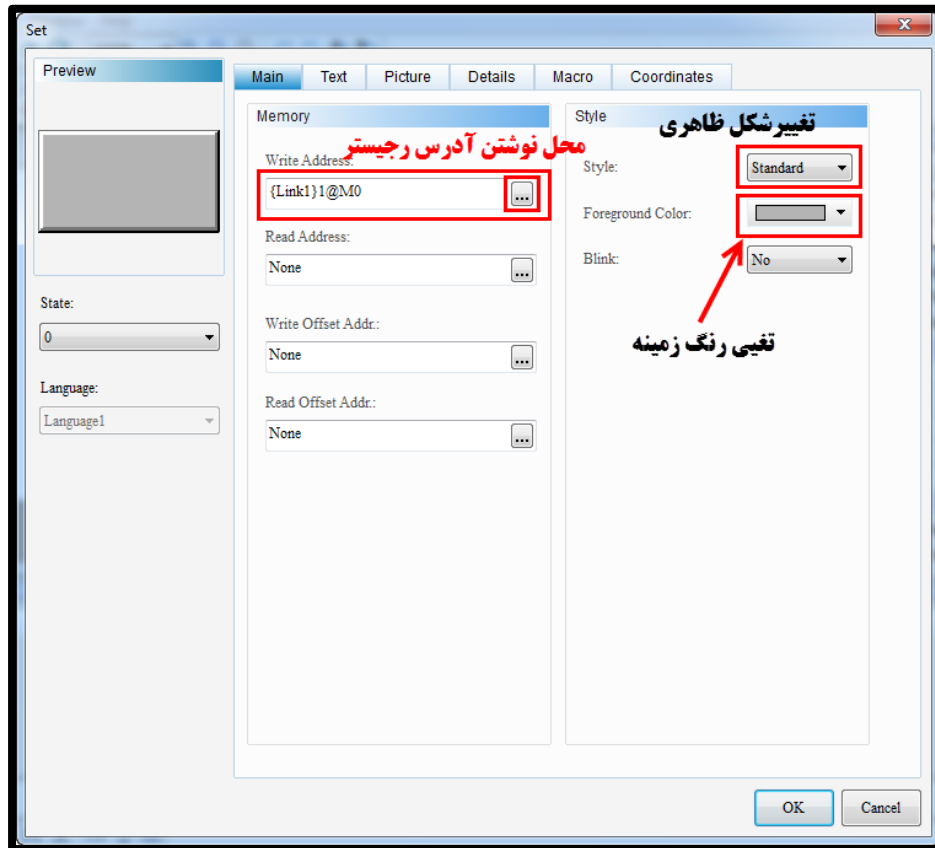 Set
Preview
Main Text Picture Details Macro Coordinates
Memory
Style
تغییرشکل ظاهری
محل نوشتن آدرس رجیستر
Write Address:
{Link1}1@M0
...
Style:
Standard
Foreground Color:
Read Address:
None
...
Blink:
No
State:
0
Write Offset Addr.:
None
...
تغیی رنگ زمینه
Language:
Language1
Read Offset Addr.:
None
...
OK
Cancel